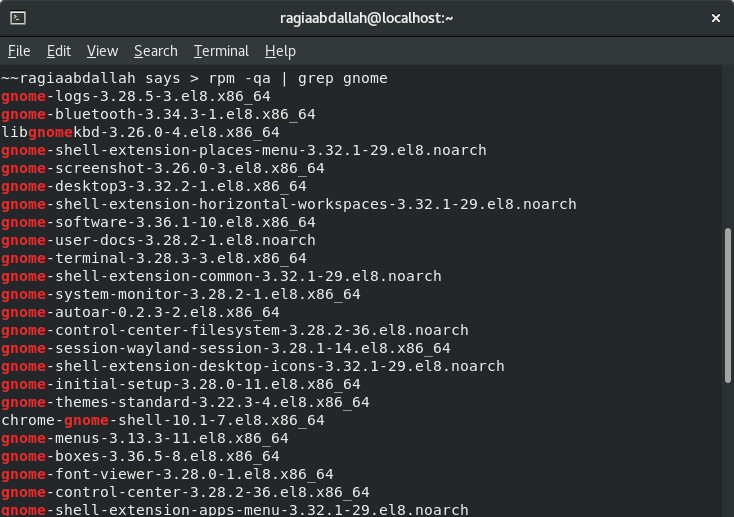 ragiaabdallah@localhost:~
File Edit View Search Terminal Help
~~ragiaabdallah says > rpm -qa | grep gnome
gnome-logs-3.28.5-3.el8.x86_64
gnome-bluetooth-3.34.3-1.el8.x86_64
libgnomekbd-3.26.0-4.el8.x86_64
gnome-shell-extension-places-menu-3.32.1-29.el8.noarch
gnome-screenshot-3.26.0-3.el8.x86_64
gnome-desktop3-3.32.2-1.el8.x86_64
gnome-shell-extension-horizontal-workspaces-3.32.1-29.el8.noarch
gnome-software-3.36.1-10.el8.x86_64
gnome-user-docs-3.28.2-1.el8.noarch
gnome-terminal-3.28.3-3.el8.x86_64
gnome-shell-extension-common-3.32.1-29.el8.noarch
gnome-system-monitor-3.28.2-1.el8.x86_64
gnome-autoar-0.2.3-2.el8.x86_64
gnome-control-center-filesystem-3.28.2-36.el8.noarch
gnome-session-wayland-session-3.28.1-14.el8.x86_64
gnome-shell-extension-desktop-icons-3.32.1-29.el8.noarch
gnome-initial-setup-3.28.0-11.el8.x86_64
gnome-themes-standard-3.22.3-4.el8.x86_64
chrome-gnome-shell-10.1-7.el8.x86_64
gnome-menus-3.13.3-11.el8.x86_64
gnome-boxes-3.36.5-8.el8.x86_64
gnome-font-viewer-3.28.0-1.el8.x86_64
gnome-control-center-3.28.2-36.el8.x86_64
gnome-shell-extension-apps-menu-3.32.1-29.el8.noarch